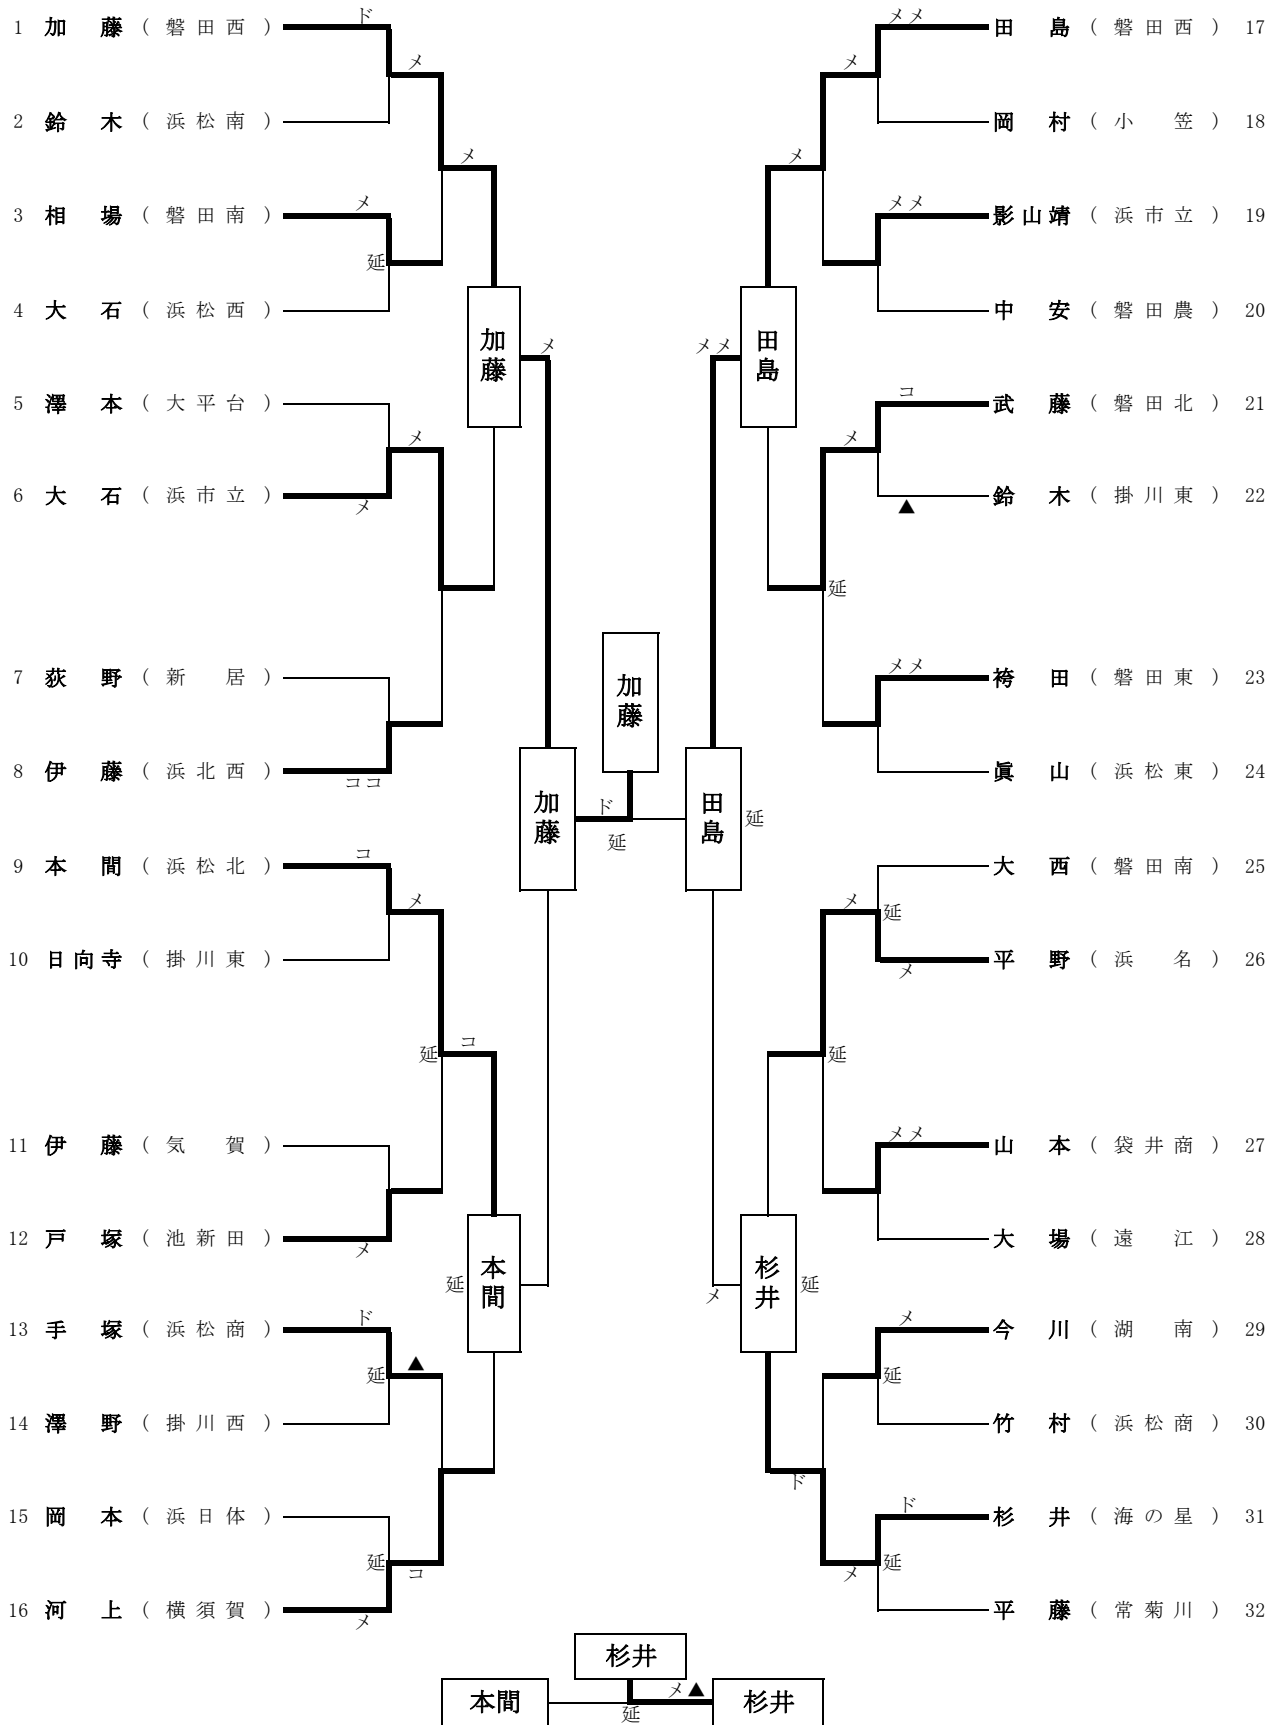 ド
メメ
1 加藤 （磐田西）
田島 （磐田西） 17
メ
メ
2 鈴木 （浜松南）
岡村 （小笠） 18
メ
メ
メ
メメ
3 相場 （磐田南）
影山靖 （浜市立） 19
延
4 大石 （浜松西）
中安 （磐田農） 20
加藤
メ
メメ
田島
コ
5 澤本 （大平台）
武藤 （磐田北） 21
メ
メ
6 大石 （浜市立）
鈴木 （掛川東） 22
メ
▲
延
加藤
メメ
7 荻野 （新居）
袴田 （磐田東） 23
8 伊藤 （浜北西）
眞山 （浜松東） 24
ココ
加藤
ド
延
田島
延
コ
9 本間 （浜松北）
大西 （磐田南） 25
メ
メ
延
10 日向寺 （掛川東）
平野 （浜名） 26
メ
延
コ
延
メメ
11 伊藤 （気賀）
山本 （袋井商） 27
12 戸塚 （池新田）
大場 （遠江） 28
メ
延
本間
メ
杉井
延
ド
メ
13 手塚 （浜松商）
今川 （湖南） 29
延
▲
延
14 澤野 （掛川西）
竹村 （浜松商） 30
ド
ド
15 岡本 （浜日体）
杉井 （海の星） 31
延
コ
メ
延
16 河上 （横須賀）
平藤 （常菊川） 32
メ
杉井
本間
メ▲
延
杉井